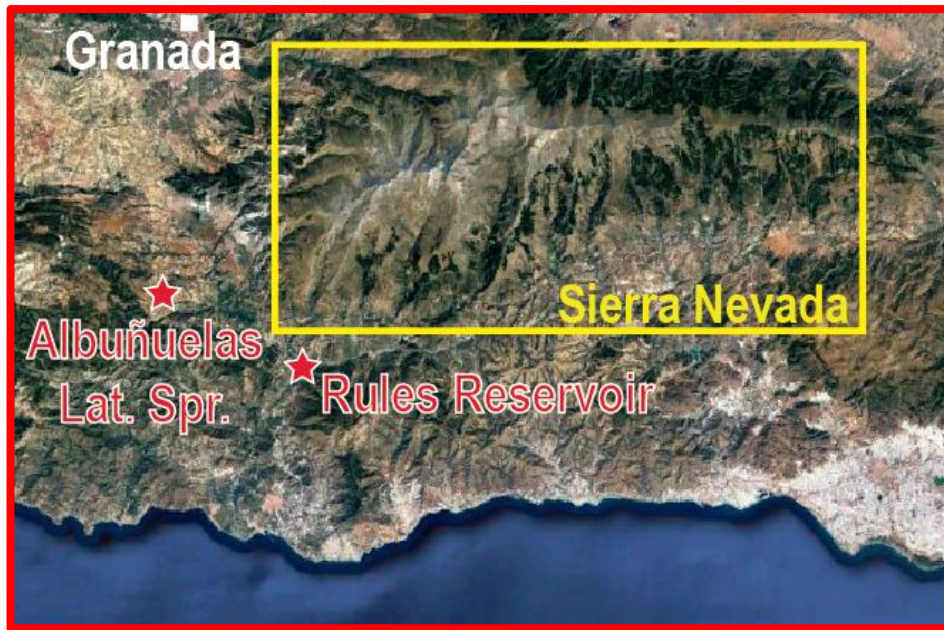 Granada
Sierra Nevada
Albuñuelas
Lat. Spr.
Rules Reservoir